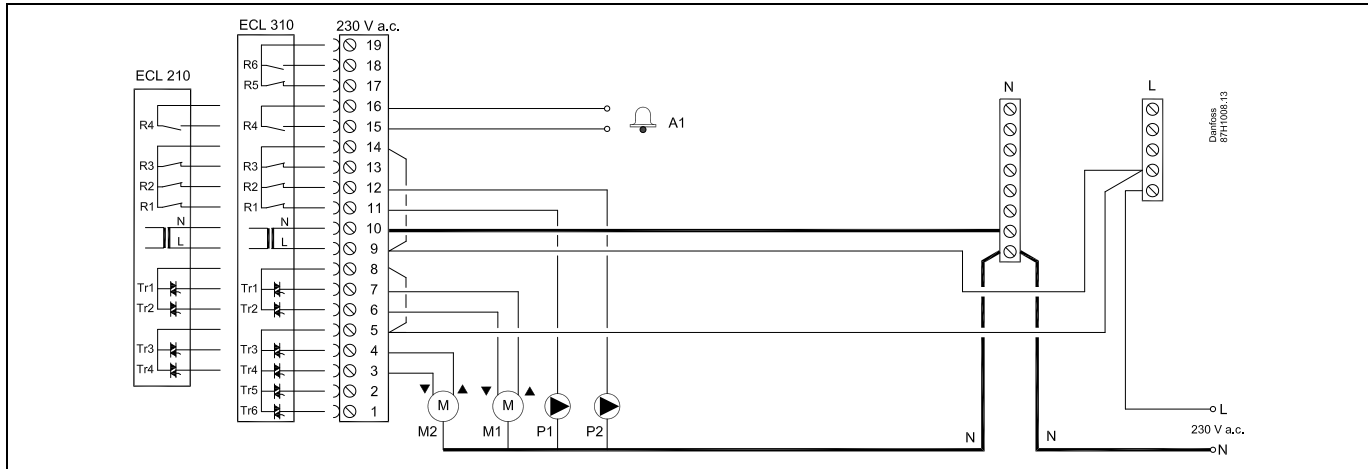 ECL 310
230 V a.c.
ECL 210
19
R6
18
R5
17
16
R4
R4
15
A1
14
R3
R3
13
R2
R2
12
R1
R1
11
N
N
10
L
L
9
8
Tr1
Tr1
7
Tr2
Tr2
6
5
Tr3
Tr3
4
Tr4
Tr4
3
Tr5
2
Tr6
1
M
M
M2
M1
P1
P2
N
L
Danfoss
87H1008.13
L
230 V a.c.
N
N
N